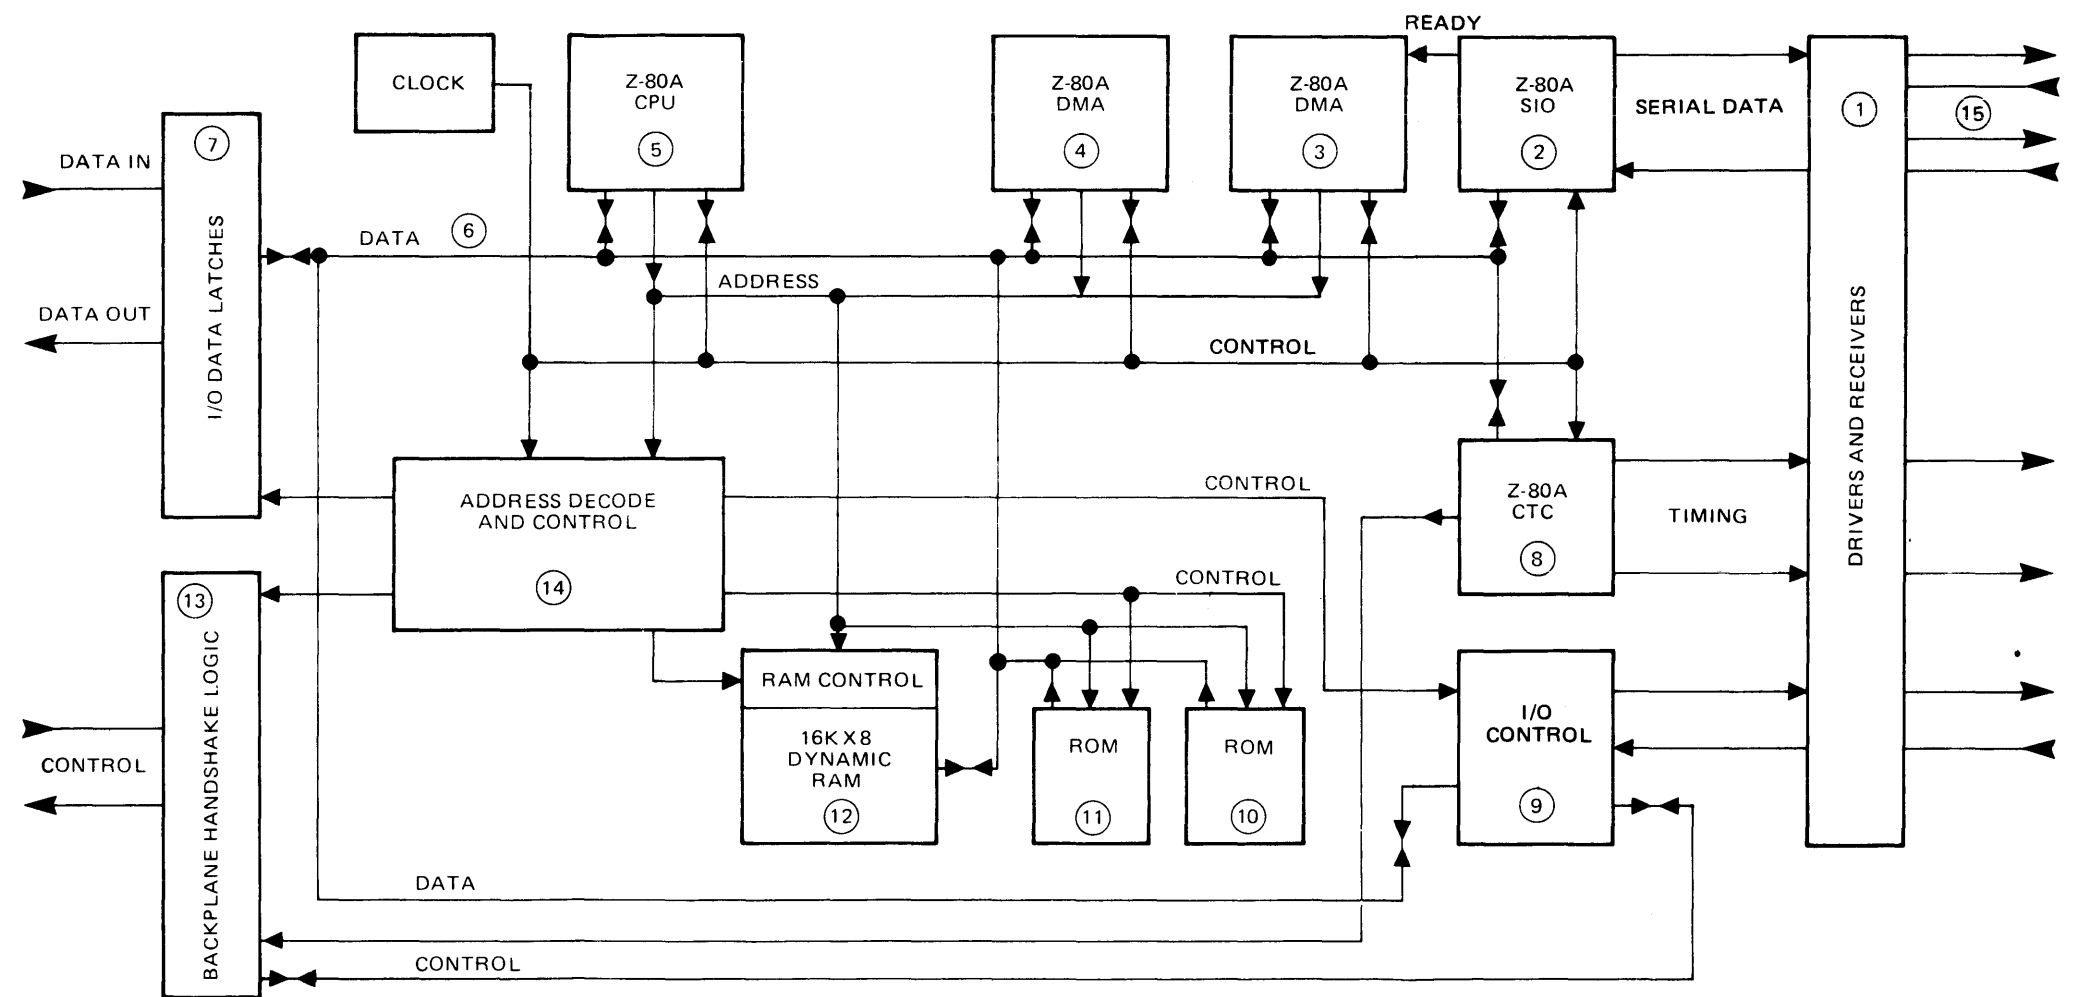 READY
CLOCK
Z-80A
CPU
5
Z-80A
DMA
4
Z-80A
DMA
3
Z-80A
SIO
2
SERIAL DATA
1
DRIVERS AND RECEIVERS
15
7
I/O DATA LATCHES
DATA IN
DATA OUT
DATA
6
ADDRESS
CONTROL
ADDRESS DECODE
AND CONTROL
14
CONTROL
CONTROL
Z-80A
CTC
8
TIMING
13
BACKPLANE HANDSHAKE LOGIC
CONTROL
RAM CONTROL
16K X 8
DYNAMIC
RAM
12
ROM
11
ROM
10
I/O
CONTROL
9
DATA
CONTROL